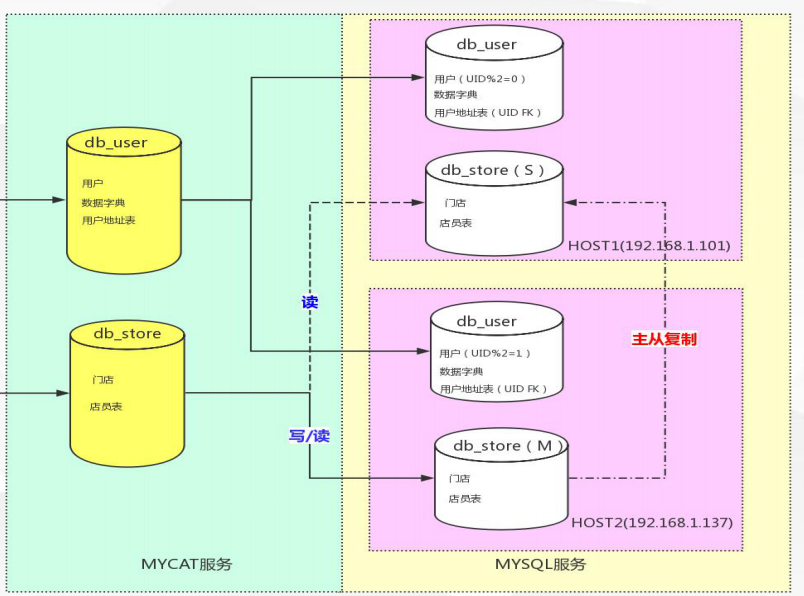 db_user
用户
数据字典
用户地址表
db_store
门店
店员表
MYCAT服务
读
写/读
db_user
用户（UID%2=0）
数据字典
用户地址表（UID FK）
db_store（S）
门店
店员表
HOST1(192.168.1.101)
主从复制
db_user
用户（UID%2=1）
数据字典
用户地址表（UID FK）
db_store（M）
门店
店员表
HOST2(192.168.1.137)
MYSQL服务